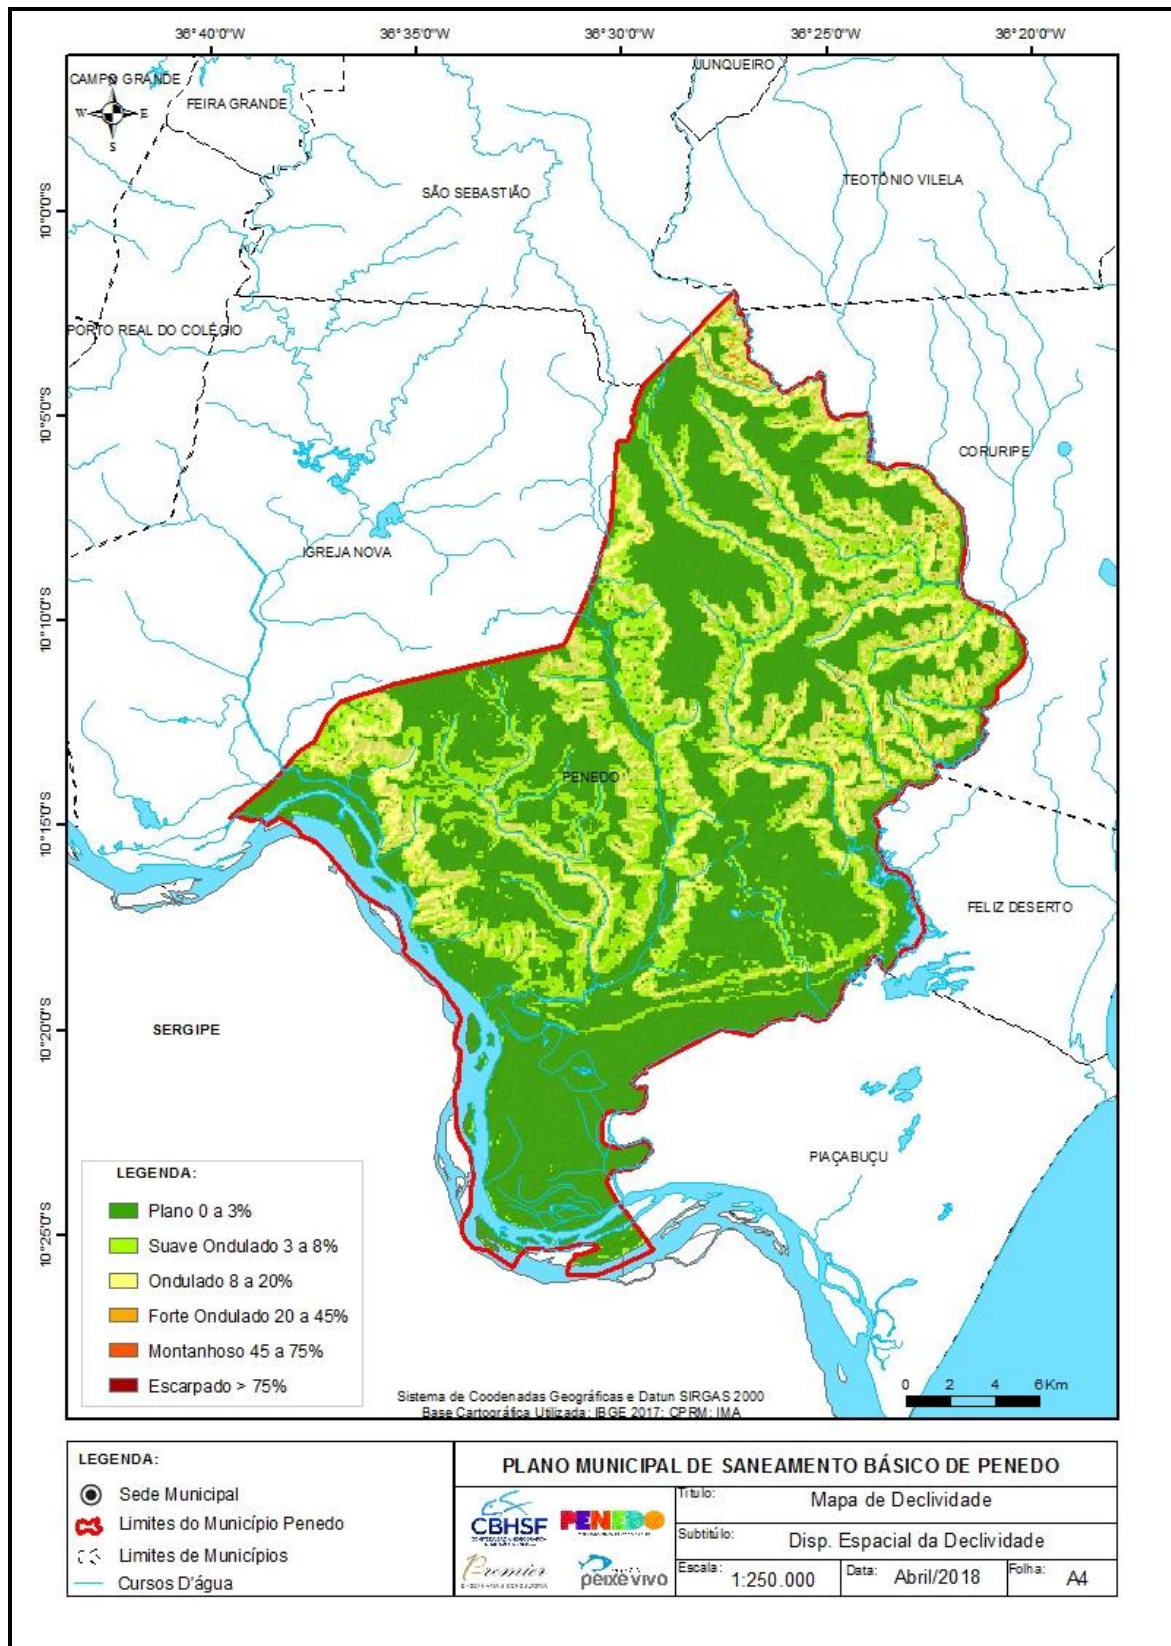 36°40'0"W 36°35'0"W 36°30'0"W 36°25'0"W 36°20'0"W
JUNQUEIRO
CAMPO GRANDE
N
FEIRA GRANDE
W E
S
TEOTÔNIO VILELA
SÃO SEBASTIÃO
10°0'0"S
PORTO REAL DO COLÉGIO
10°5'0"S
CORURIPE
IGREJA NOVA
10°10'0"S
PENEDO
10°15'0"S
FELIZ DESERTO
SERGIPE
10°20'0"S
PIAÇABUÇU
10°25'0"S
LEGENDA:
Plano 0 a 3%
Suave Ondulado 3 a 8%
Ondulado 8 a 20%
Forte Ondulado 20 a 45%
Montanhoso 45 a 75%
Escarpado > 75%
0 2 4 6Km
Sistema de Coodenadas Geográficas e Datun SIRGAS 2000
Base Cartográfica Utilizada: IBGE 2017; CPRM; IMA
LEGENDA:
Sede Municipal
Limites do Município Penedo
Limites de Municípios
Cursos D'água
PLANO MUNICIPAL DE SANEAMENTO BÁSICO DE PENEDO
CBHSF
PENEDO
Premier
peixe vivo
Título: Mapa de Declividade
Subtitúlo: Disp. Espacial da Declividade
Escala: 1:250.000
Data: Abril/2018
Folha: A4